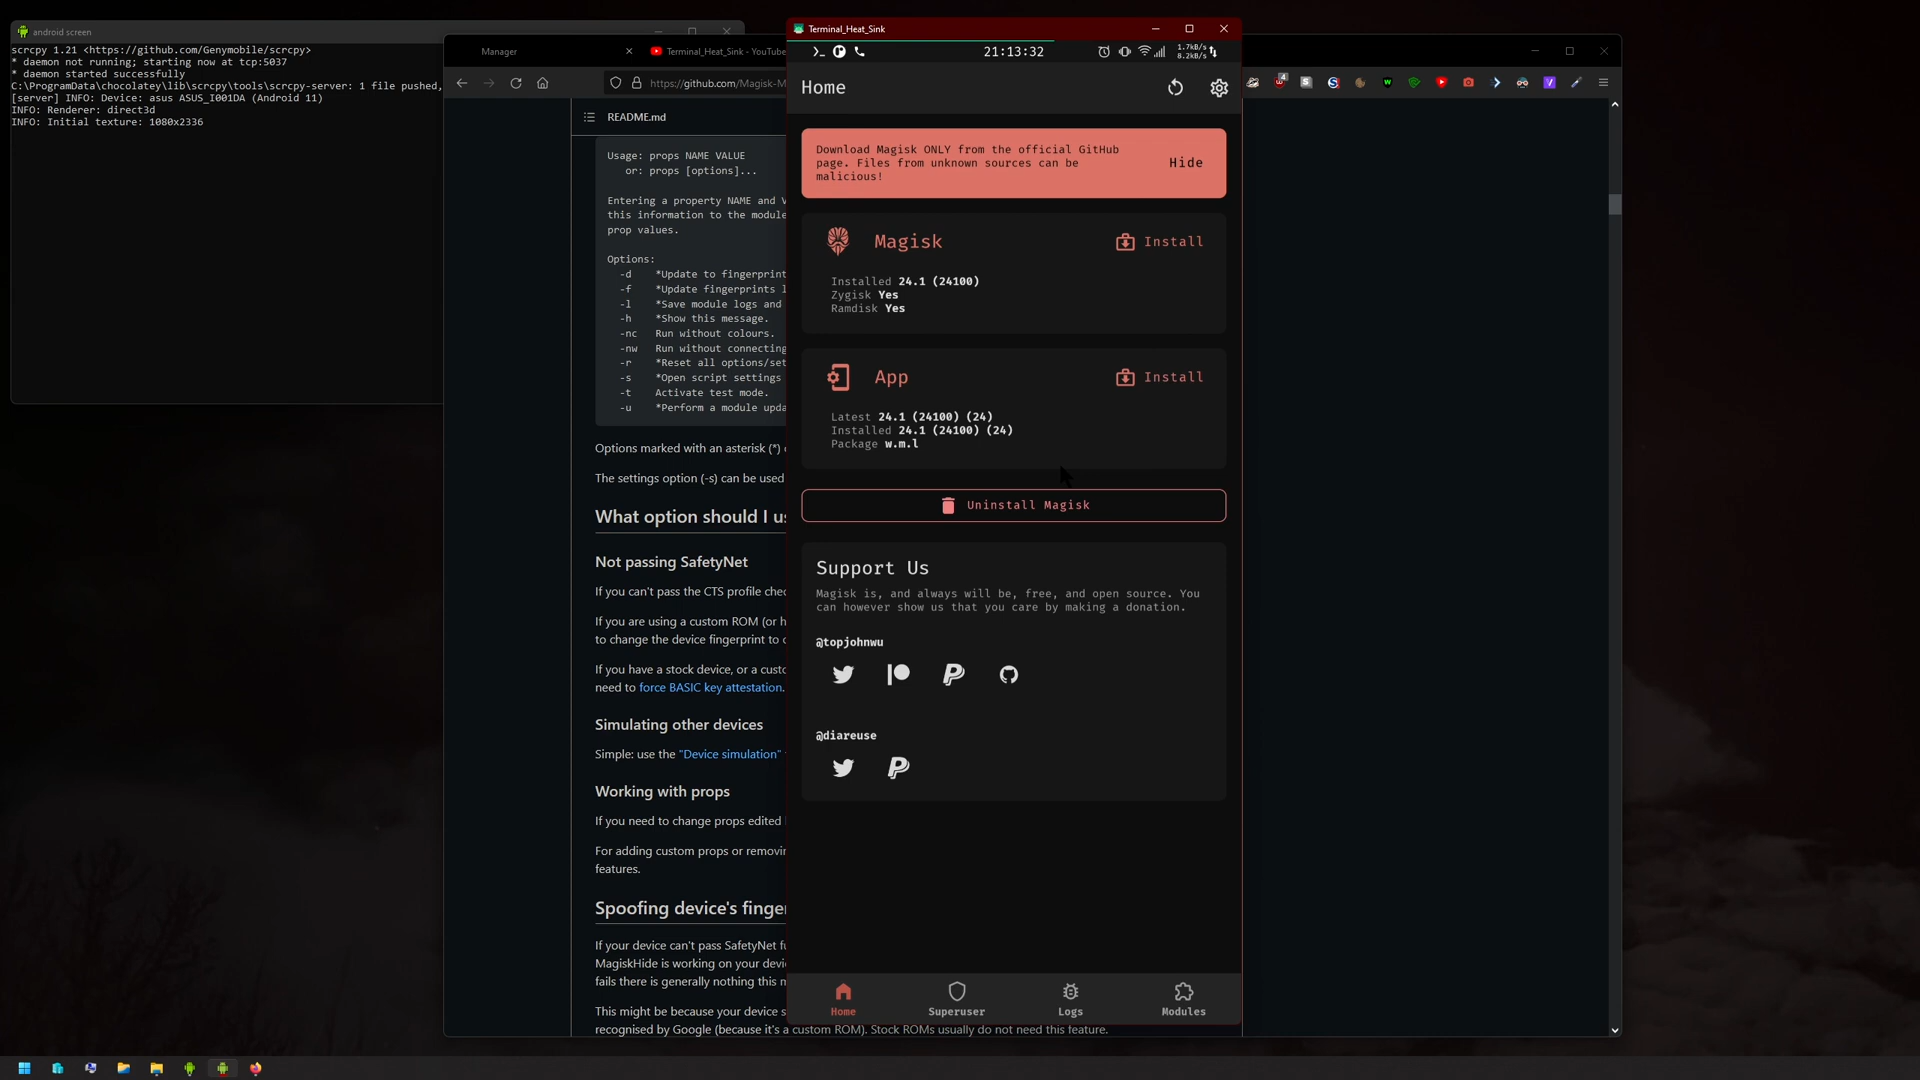 android screen
scrcpy 1.21 <https://github.com/Genymobile/scrcpy>
* daemon not running; starting now at tcp:5037
* daemon started successfully
C:\ProgramData\chocolatey\lib\scrcpy\tools\scrcpy-server: 1 file pushed,
[server] INFO: Device: asus ASUS_I001DA (Android 11)
INFO: Renderer: direct3d
INFO: Initial texture: 1080x2336
Manager
Terminal_Heat_Sink - YouTube
https://github.com/Magisk-M
README.md
Usage: props NAME VALUE
or: props [options]...
Entering a property NAME and V
this information to the module
prop values.
Options:
-d *Update to fingerprint
-f *Update fingerprints l
-l *Save module logs and
-h *Show this message.
-nc Run without colours.
-nw Run without connecting
-r *Reset all options/set
-s *Open script settings
-t Activate test mode.
-u *Perform a module upda
Options marked with an asterisk (*)
The settings option (-s) can be used
What option should I us
Not passing SafetyNet
If you can't pass the CTS profile chec
If you are using a custom ROM (or h
to change the device fingerprint to
If you have a stock device, or a custo
need to force BASIC key attestation.
Simulating other devices
Simple: use the "Device simulation"
Working with props
If you need to change props edited
For adding custom props or removin
features.
Spoofing device's finger
If your device can't pass SafetyNet fu
MagiskHide is working on your devi
fails there is generally nothing this m
This might be because your device s
recognised by Google (because it's a custom ROM). Stock ROMs usually do not need this feature.
Terminal_Heat_Sink
21:13:32
1.7kB/s
8.2kB/s
Home
Download Magisk ONLY from the official GitHub
page. Files from unknown sources can be
malicious!
Hide
Magisk
Install
Installed 24.1 (24100)
Zygisk Yes
Ramdisk Yes
App
Install
Latest 24.1 (24100) (24)
Installed 24.1 (24100) (24)
Package w.m.l
Uninstall Magisk
Support Us
Magisk is, and always will be, free, and open source. You
can however show us that you care by making a donation.
@topjohnwu
@diareuse
Home
Superuser
Logs
Modules